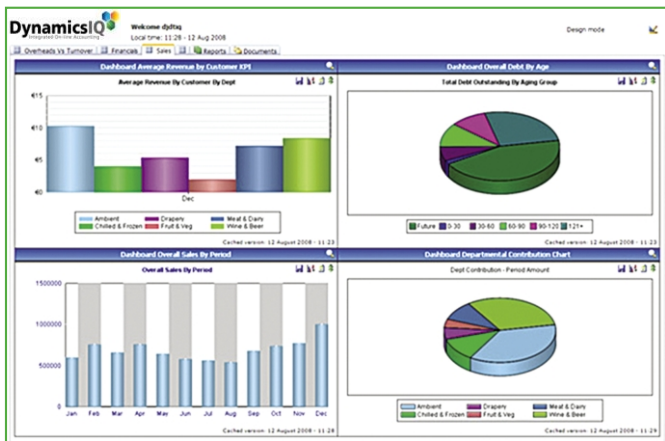 DynamicsIQ
Integrated On-line Accounting
Welcome djdtiq
Local time: 11:28 - 12 Aug 2008
Design mode
Overheads Vs Turnover
Financials
Sales
Reports
Documents
Dashboard Average Revenue by Customer KPI
Average Revenue By Customer By Dept
€15
€10
€5
€0
Dec
Ambient
Drapery
Meat & Dairy
Chilled & Frozen
Fruit & Veg
Wine & Beer
Cached version: 12 August 2008 - 11:23
Dashboard Overall Debt By Age
Total Debt Outstanding By Aging Group
Future
0-30
30-60
60-90
90-120
121+
Cached version: 12 August 2008 - 11:23
Dashboard Overall Sales By Period
Overall Sales By Period
1500000
1000000
500000
0
Jan Feb Mar Apr May Jun Jul Aug Sep Oct Nov Dec
Cached version: 12 August 2008 - 11:28
Dashboard Departmental Contribution Chart
Dept Contribution - Period Amount
Ambient
Drapery
Meat & Dairy
Chilled & Frozen
Fruit & Veg
Wine & Beer
Cached version: 12 August 2008 - 11:29